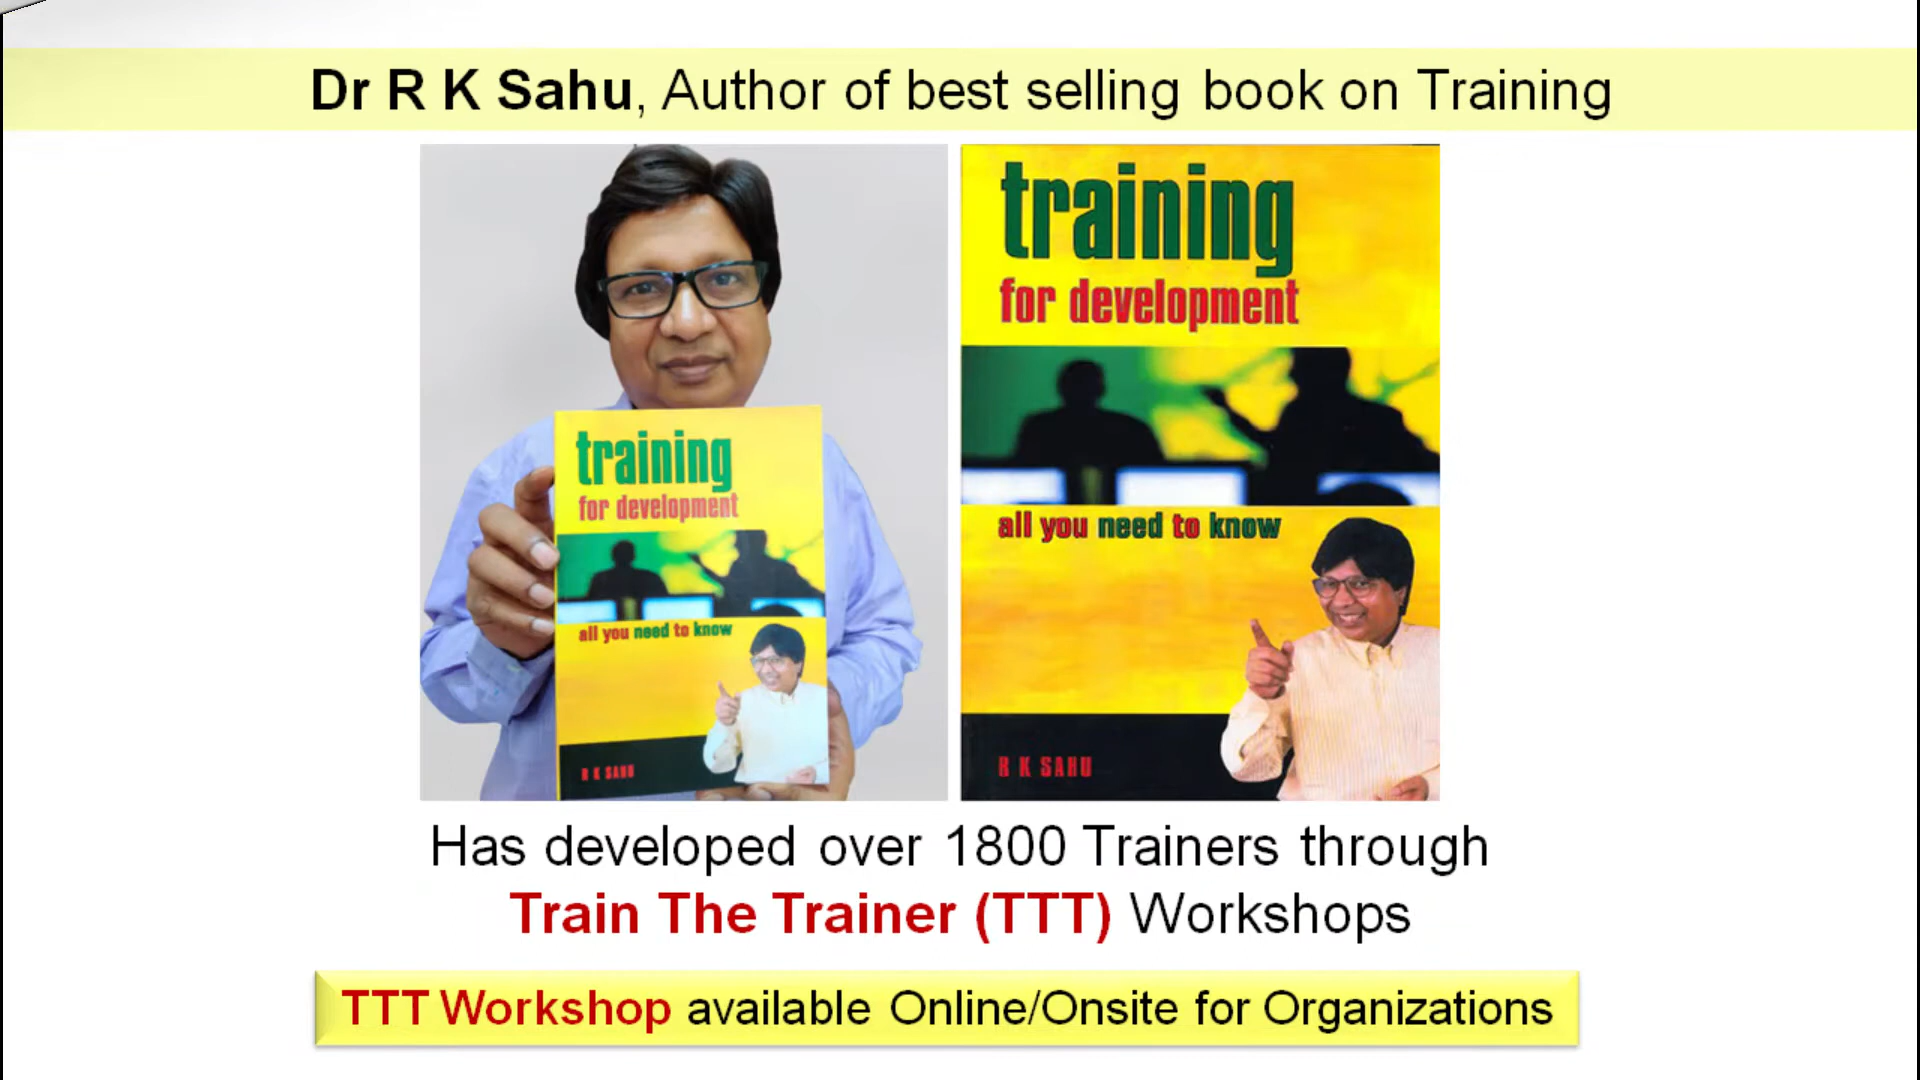 Dr R K Sahu, Author of best selling book on Training
training
for development
all you need to know
R K SAHU
training
for development
all you need to know
R K SAHU
Has developed over 1800 Trainers through
Train The Trainer (TTT) Workshops
TTT Workshop available Online/Onsite for Organizations